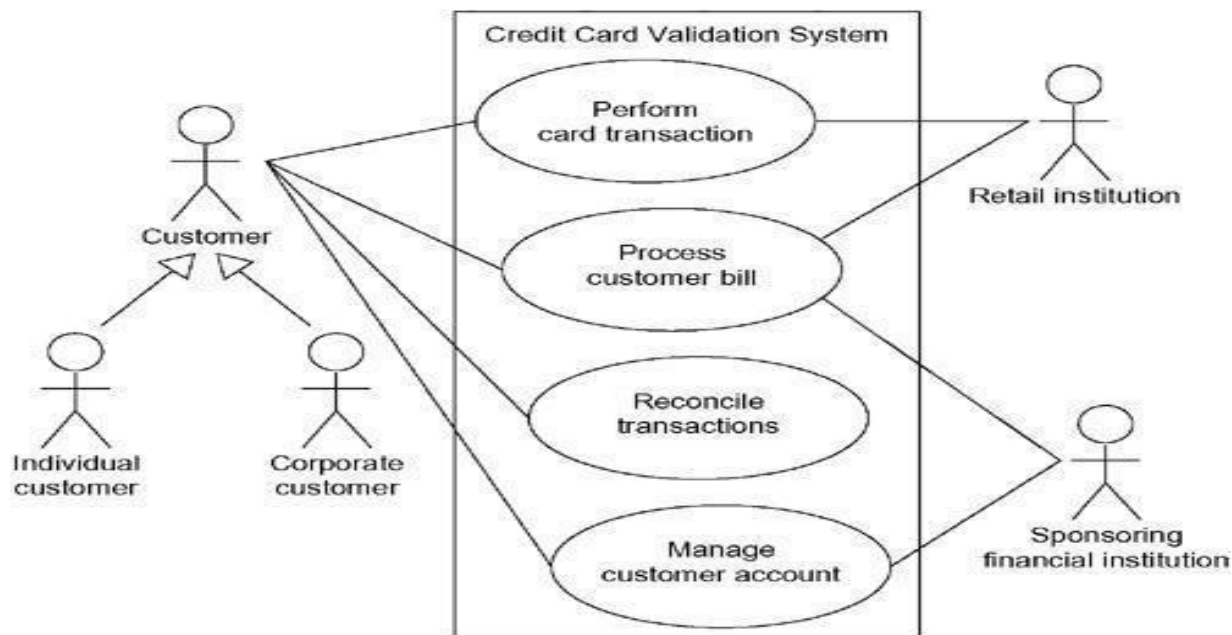 Credit Card Validation System
Perform
card transaction
Retail institution
Customer
Process
customer bill
Individual
customer
Corporate
customer
Reconcile
transactions
Manage
customer account
Sponsoring
financial institution